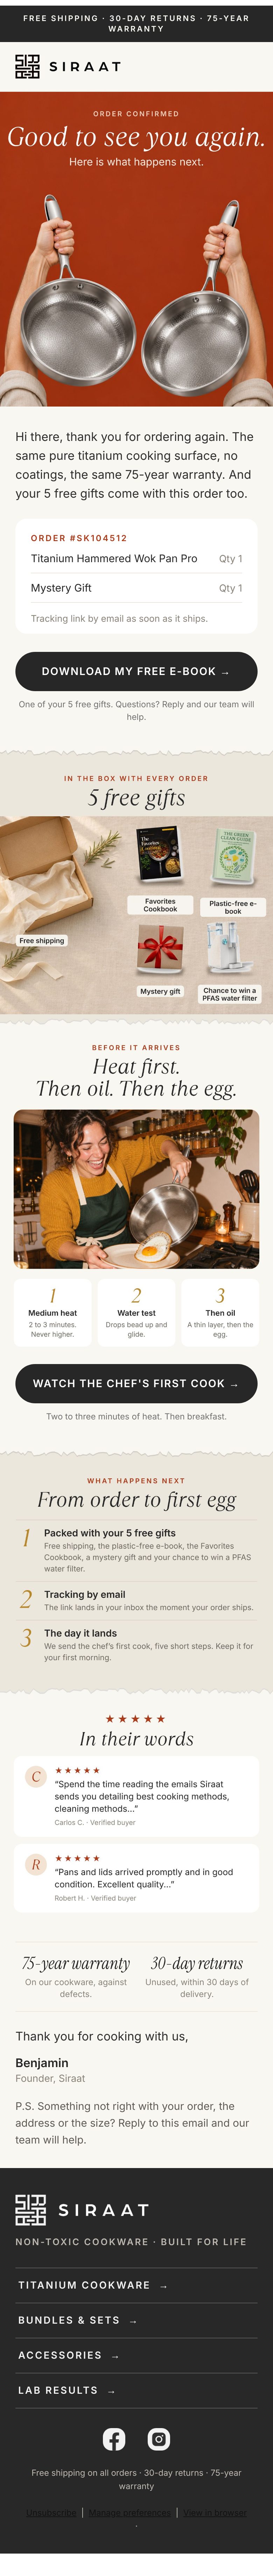 FREE SHIPPING · 30-DAY RETURNS · 75-YEAR
WARRANTY
SIRAAT
ORDER CONFIRMED
Good to see you again.
Here is what happens next.
Hi there, thank you for ordering again. The
same pure titanium cooking surface, no
coatings, the same 75-year warranty. And
your 5 free gifts come with this order too.
ORDER #SK104512
Titanium Hammered Wok Pan Pro Qty 1
Mystery Gift Qty 1
Tracking link by email as soon as it ships.
DOWNLOAD MY FREE E-BOOK →
One of your 5 free gifts. Questions? Reply and our team will
help.
IN THE BOX WITH EVERY ORDER
5 free gifts
The Favorites Cookbook
THE GREEN CLEAN GUIDE
Favorites
Cookbook
Plastic-free e-
book
Free shipping
Mystery gift
Chance to win a
PFAS water filter
BEFORE IT ARRIVES
Heat first.
Then oil. Then the egg.
1 2 3
Medium heat Water test Then oil
2 to 3 minutes. Drops bead up and A thin layer, then the
Never higher. glide. egg.
WATCH THE CHEF'S FIRST COOK →
Two to three minutes of heat. Then breakfast.
WHAT HAPPENS NEXT
From order to first egg
1 Packed with your 5 free gifts
Free shipping, the plastic-free e-book, the Favorites
Cookbook, a mystery gift and your chance to win a PFAS
water filter.
2 Tracking by email
The link lands in your inbox the moment your order ships.
3 The day it lands
We send the chef's first cook, five short steps. Keep it for
your first morning.
★★★★★
In their words
C ★★★★★
"Spend the time reading the emails Siraat
sends you detailing best cooking methods,
cleaning methods..."
Carlos C. · Verified buyer
R ★★★★★
"Pans and lids arrived promptly and in good
condition. Excellent quality..."
Robert H. · Verified buyer
75-year warranty 30-day returns
On our cookware, against Unused, within 30 days of
defects. delivery.
Thank you for cooking with us,
Benjamin
Founder, Siraat
P.S. Something not right with your order, the
address or the size? Reply to this email and our
team will help.
SIRAAT
NON-TOXIC COOKWARE · BUILT FOR LIFE
TITANIUM COOKWARE →
BUNDLES & SETS →
ACCESSORIES →
LAB RESULTS →
Free shipping on all orders · 30-day returns · 75-year
warranty
Unsubscribe | Manage preferences | View in browser